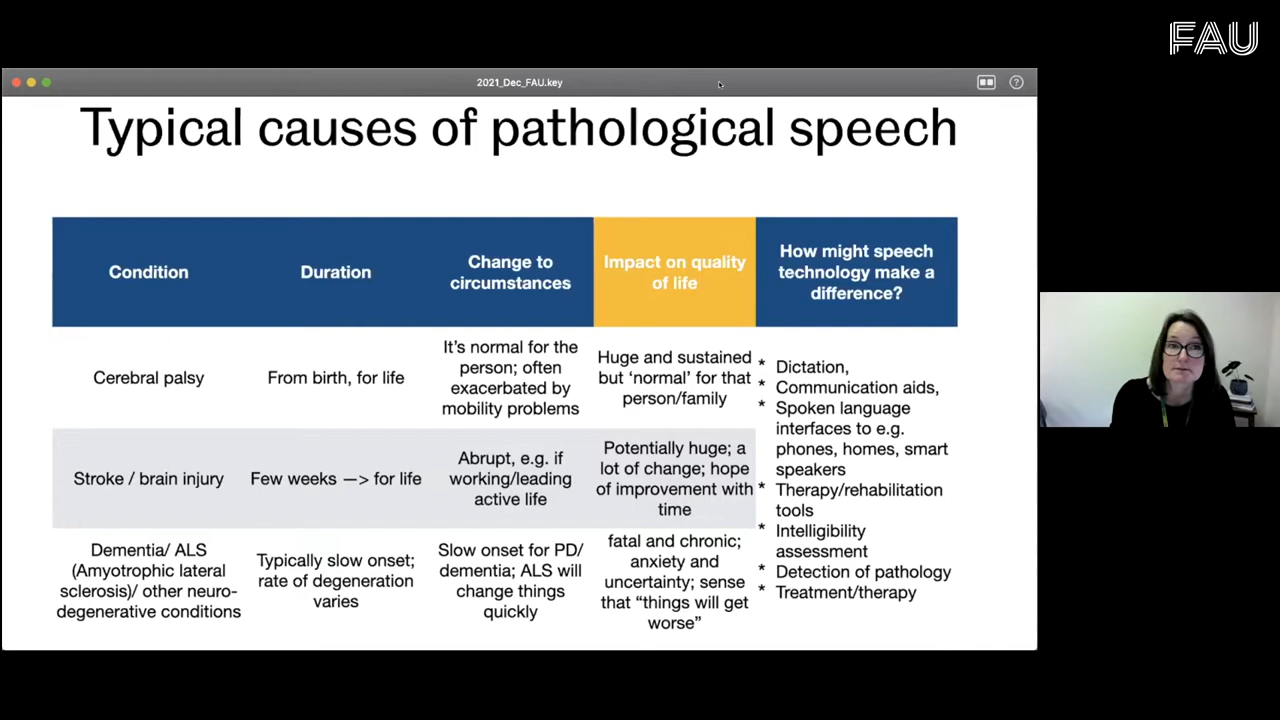 FAU
2021_Dec_FAU.key
?
Typical causes of pathological speech
Condition
Duration
Change to
circumstances
Impact on quality
of life
How might speech
technology make a
difference?
Cerebral palsy
From birth, for life
It’s normal for the
person; often
exacerbated by
mobility problems
Huge and sustained
but ‘normal’ for that
person/family
Stroke / brain injury
Few weeks —> for life
Abrupt, e.g. if
working/leading
active life
Potentially huge; a
lot of change; hope
of improvement with
time
Dementia/ ALS
(Amyotrophic lateral
sclerosis)/ other neuro-
degenerative conditions
Typically slow onset;
rate of degeneration
varies
Slow onset for PD/
dementia; ALS will
change things
quickly
fatal and chronic;
anxiety and
uncertainty; sense
that “things will get
worse”
* Dictation,
* Communication aids,
* Spoken language
interfaces to e.g.
phones, homes, smart
speakers
* Therapy/rehabilitation
tools
* Intelligibility
assessment
* Detection of pathology
* Treatment/therapy